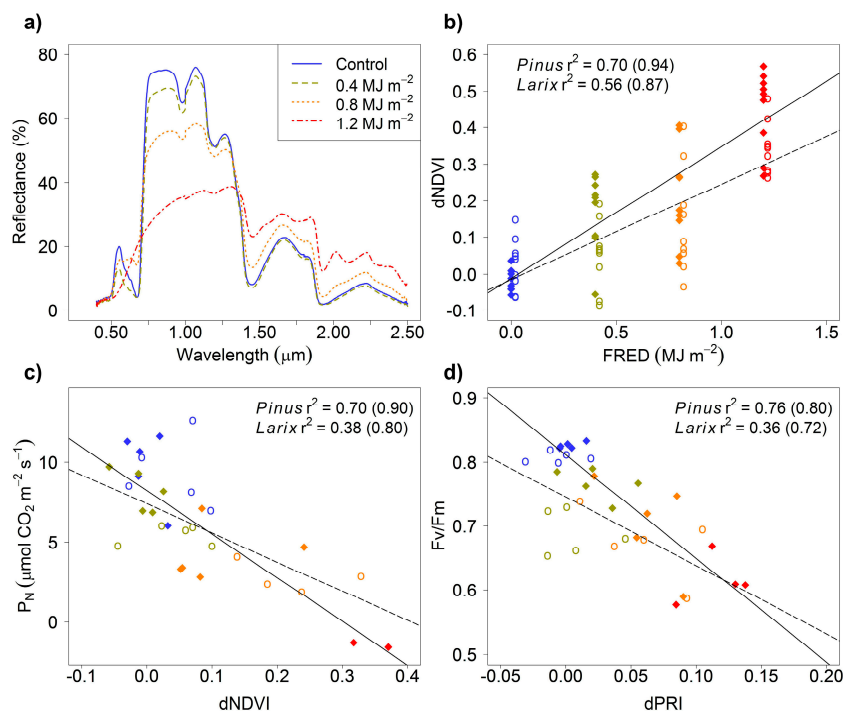 a)
80
60
40
20
0
Reflectance (%)
Control
0.4 MJ m⁻²
0.8 MJ m⁻²
1.2 MJ m⁻²
0.50 1.00 1.50 2.00 2.50
Wavelength (μm)
b)
0.6
0.5
0.4
0.3
0.2
0.1
0.0
-0.1
dNDVI
Pinus r² = 0.70 (0.94)
Larix r² = 0.56 (0.87)
0.0 0.5 1.0 1.5
FRED (MJ m⁻²)
c)
10
5
0
P_N (μmol CO₂ m⁻² s⁻¹)
Pinus r² = 0.70 (0.90)
Larix r² = 0.38 (0.80)
-0.1 0.0 0.1 0.2 0.3 0.4
dNDVI
d)
0.9
0.8
0.7
0.6
0.5
Fv/Fm
Pinus r² = 0.76 (0.80)
Larix r² = 0.36 (0.72)
-0.05 0.00 0.05 0.10 0.15 0.20
dPRI